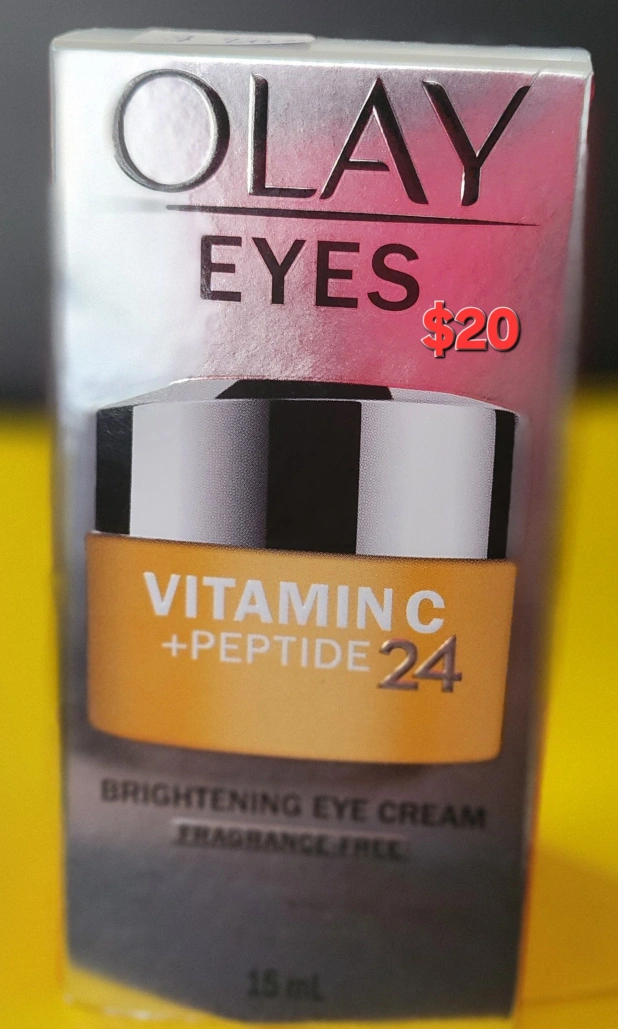 OLAY
EYES
$20
VITAMIN C
+PEPTIDE 24
BRIGHTENING EYE CREAM
FRAGRANCE FREE
15 mL